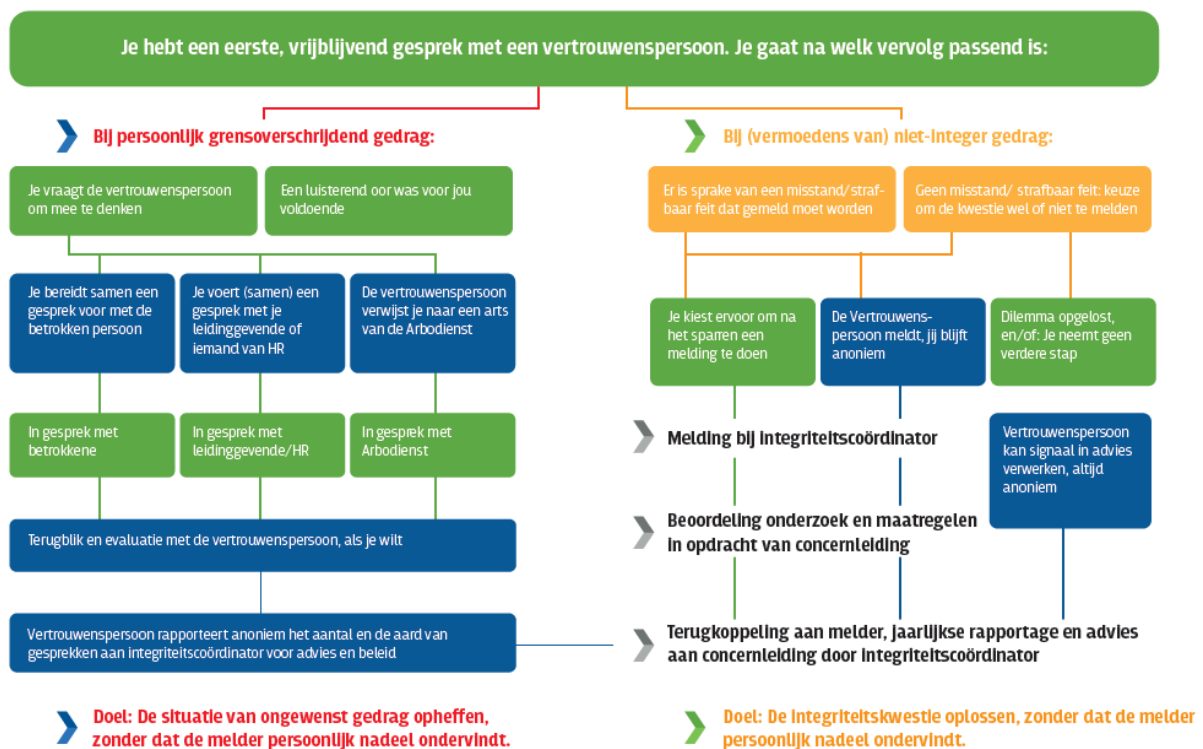 Je hebt een eerste, vrijblijvend gesprek met een vertrouwenspersoon. Je gaat na welk vervolg passend is:
Bij persoonlijk grensoverschrijdend gedrag:
Je vraagt de vertrouwenspersoon
om mee te denken
Een luisterend oor was voor jou
voldoende
Je bereidt samen een
gesprek voor met de
betrokken persoon
Je voert (samen) een
gesprek met je
leidinggevende of
iemand van HR
De vertrouwenspersoon
verwijst je naar een arts
van de Arbodienst
In gesprek met
betrokkene
In gesprek met
leidinggevende/HR
In gesprek met
Arbodienst
Terugblik en evaluatie met de vertrouwenspersoon, als je wilt
Vertrouwenspersoon rapporteert anoniem het aantal en de aard van
gesprekken aan integriteitscoördinator voor advies en beleid
Doel: De situatie van ongewenst gedrag opheffen,
zonder dat de melder persoonlijk nadeel ondervindt.
Bij (vermoedens van) niet-integer gedrag:
Er is sprake van een misstand/straf-
baar feit dat gemeld moet worden
Geen misstand/ strafbaar feit: keuze
om de kwestie wel of niet te melden
Je kiest ervoor om na
het sparren een
melding te doen
De Vertrouwens-
persoon meldt, jij blijft
anoniem
Dilemma opgelost,
en/of: Je neemt geen
verdere stap
Melding bij integriteitscoördinator
Vertrouwenspersoon
kan signaal in advies
verwerken, altijd
anoniem
Beoordeling onderzoek en maatregelen
in opdracht van concernleiding
Terugkoppeling aan melder, jaarlijkse rapportage en advies
aan concernleiding door integriteitscoördinator
Doel: De integriteitskwestie oplossen, zonder dat de melder
persoonlijk nadeel ondervindt.